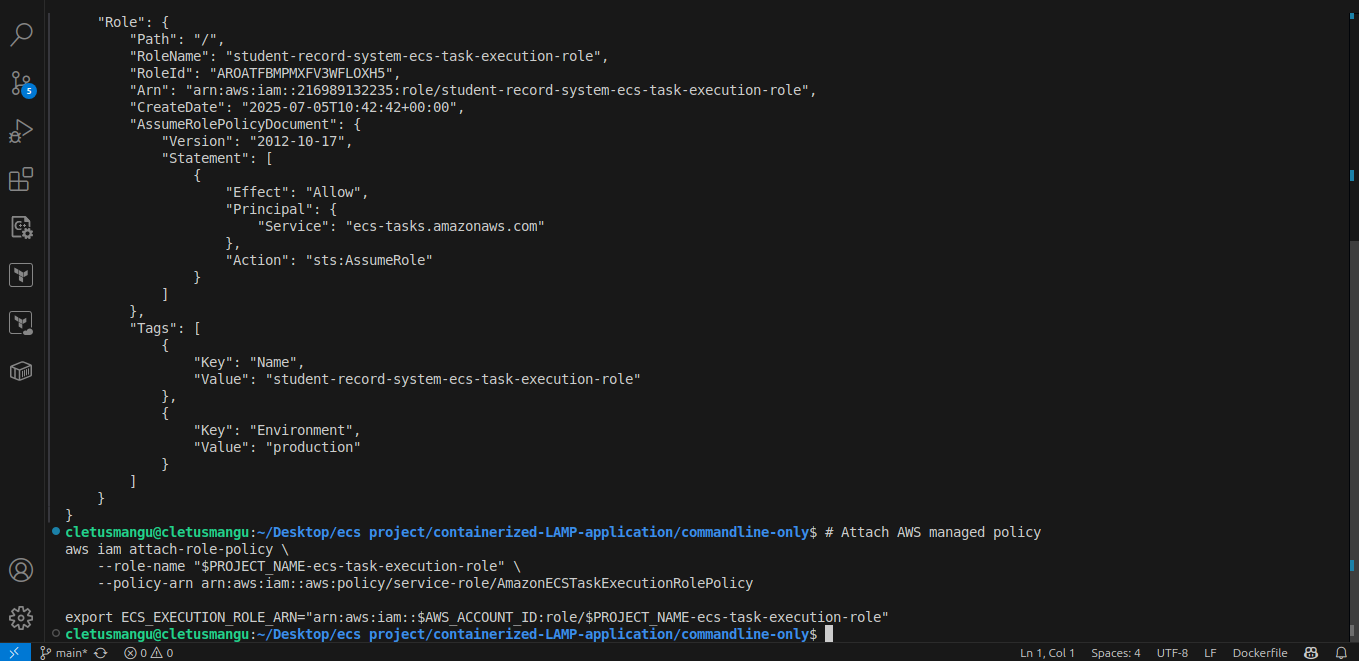 "Role": {
"Path": "/",
"RoleName": "student-record-system-ecs-task-execution-role",
"RoleId": "AROATFBMPMXFV3WFLOXH5",
"Arn": "arn:aws:iam::216989132235:role/student-record-system-ecs-task-execution-role",
"CreateDate": "2025-07-05T10:42:42+00:00",
"AssumeRolePolicyDocument": {
"Version": "2012-10-17",
"Statement": [
{
"Effect": "Allow",
"Principal": {
"Service": "ecs-tasks.amazonaws.com"
},
"Action": "sts:AssumeRole"
}
]
},
"Tags": [
{
"Key": "Name",
"Value": "student-record-system-ecs-task-execution-role"
},
{
"Key": "Environment",
"Value": "production"
}
]
}
}
cletusmangu@cletusmangu:~/Desktop/ecs project/containerized-LAMP-application/commandline-only$ # Attach AWS managed policy
aws iam attach-role-policy \
--role-name "$PROJECT_NAME-ecs-task-execution-role" \
--policy-arn arn:aws:iam::aws:policy/service-role/AmazonECSTaskExecutionRolePolicy
export ECS_EXECUTION_ROLE_ARN="arn:aws:iam::$AWS_ACCOUNT_ID:role/$PROJECT_NAME-ecs-task-execution-role"
cletusmangu@cletusmangu:~/Desktop/ecs project/containerized-LAMP-application/commandline-only$
5
main* 0 0 Ln 1, Col 1 Spaces: 4 UTF-8 LF Dockerfile